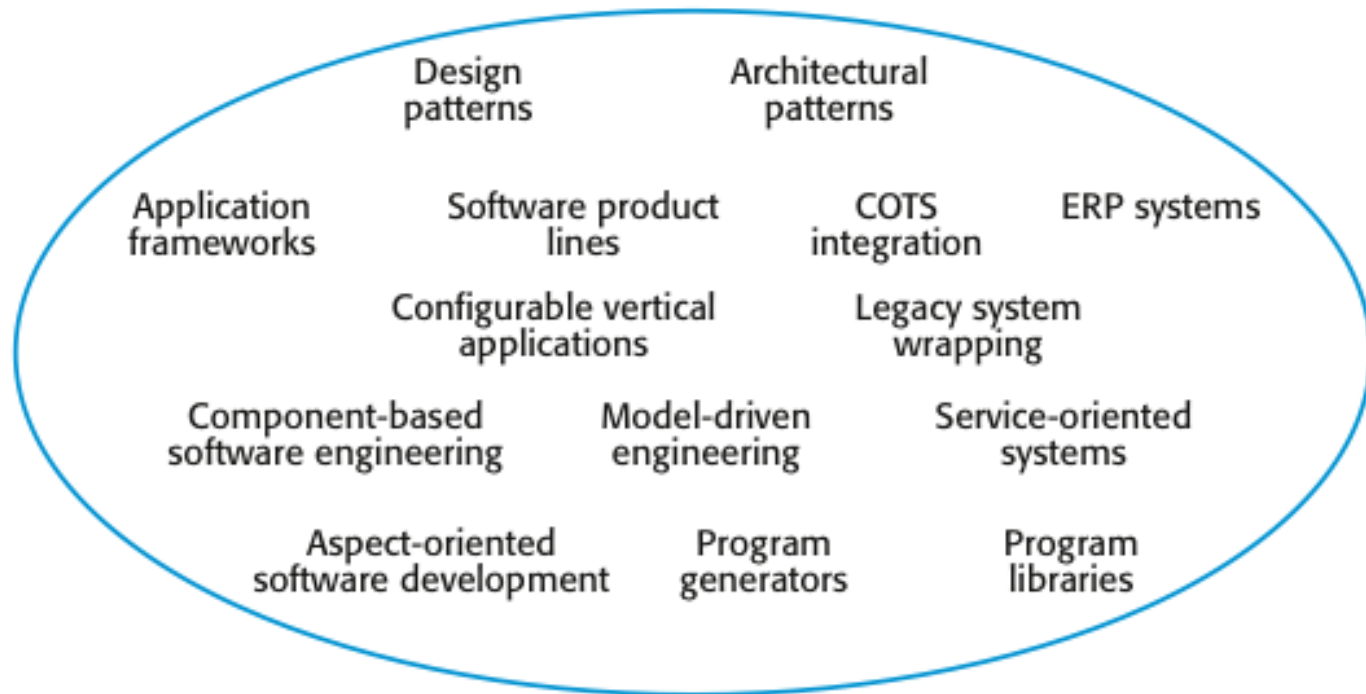 Design
patterns
Architectural
patterns
Application
frameworks
Software product
lines
COTS
integration
ERP systems
Configurable vertical
applications
Legacy system
wrapping
Component-based
software engineering
Model-driven
engineering
Service-oriented
systems
Aspect-oriented
software development
Program
generators
Program
libraries